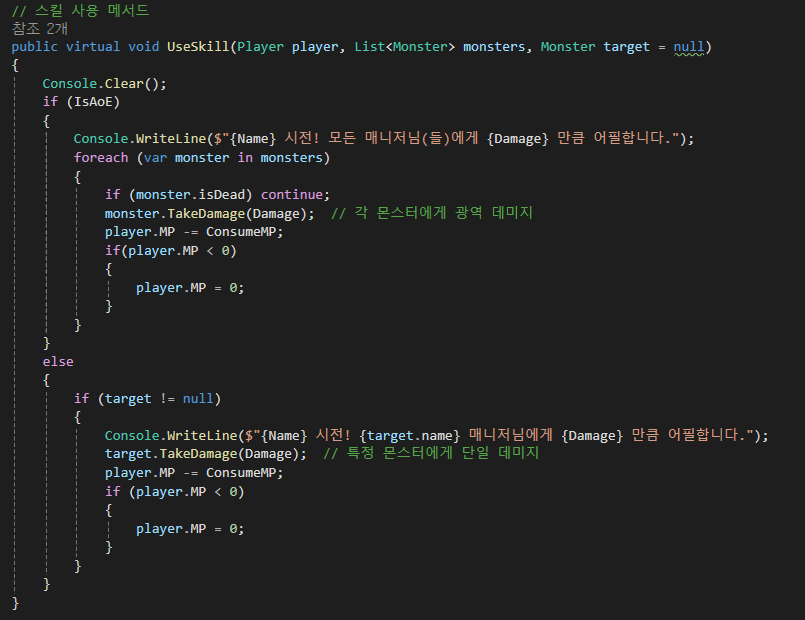 // 스킬 사용 메서드
참조 2개
public virtual void UseSkill(Player player, List<Monster> monsters, Monster target = null)
{
    Console.Clear();
    if (IsAoE)
    {
        Console.WriteLine($"{Name} 시전! 모든 매니저님(들)에게 {Damage} 만큼 어필합니다.");
        foreach (var monster in monsters)
        {
            if (monster.isDead) continue;
            monster.TakeDamage(Damage);  // 각 몬스터에게 광역 데미지
            player.MP -= ConsumeMP;
            if(player.MP < 0)
            {
                player.MP = 0;
            }
        }
    }
    else
    {
        if (target != null)
        {
            Console.WriteLine($"{Name} 시전! {target.name} 매니저님에게 {Damage} 만큼 어필합니다.");
            target.TakeDamage(Damage);  // 특정 몬스터에게 단일 데미지
            player.MP -= ConsumeMP;
            if (player.MP < 0)
            {
                player.MP = 0;
            }
        }
    }
}